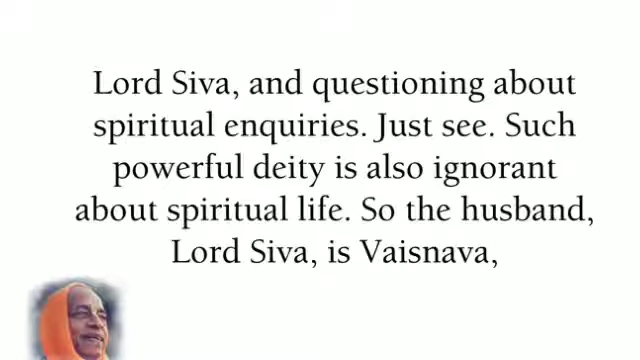 Lord Siva, and questioning about
spiritual enquiries. Just see. Such
powerful deity is also ignorant
about spiritual life. So the husband,
Lord Siva, is Vaisnava,